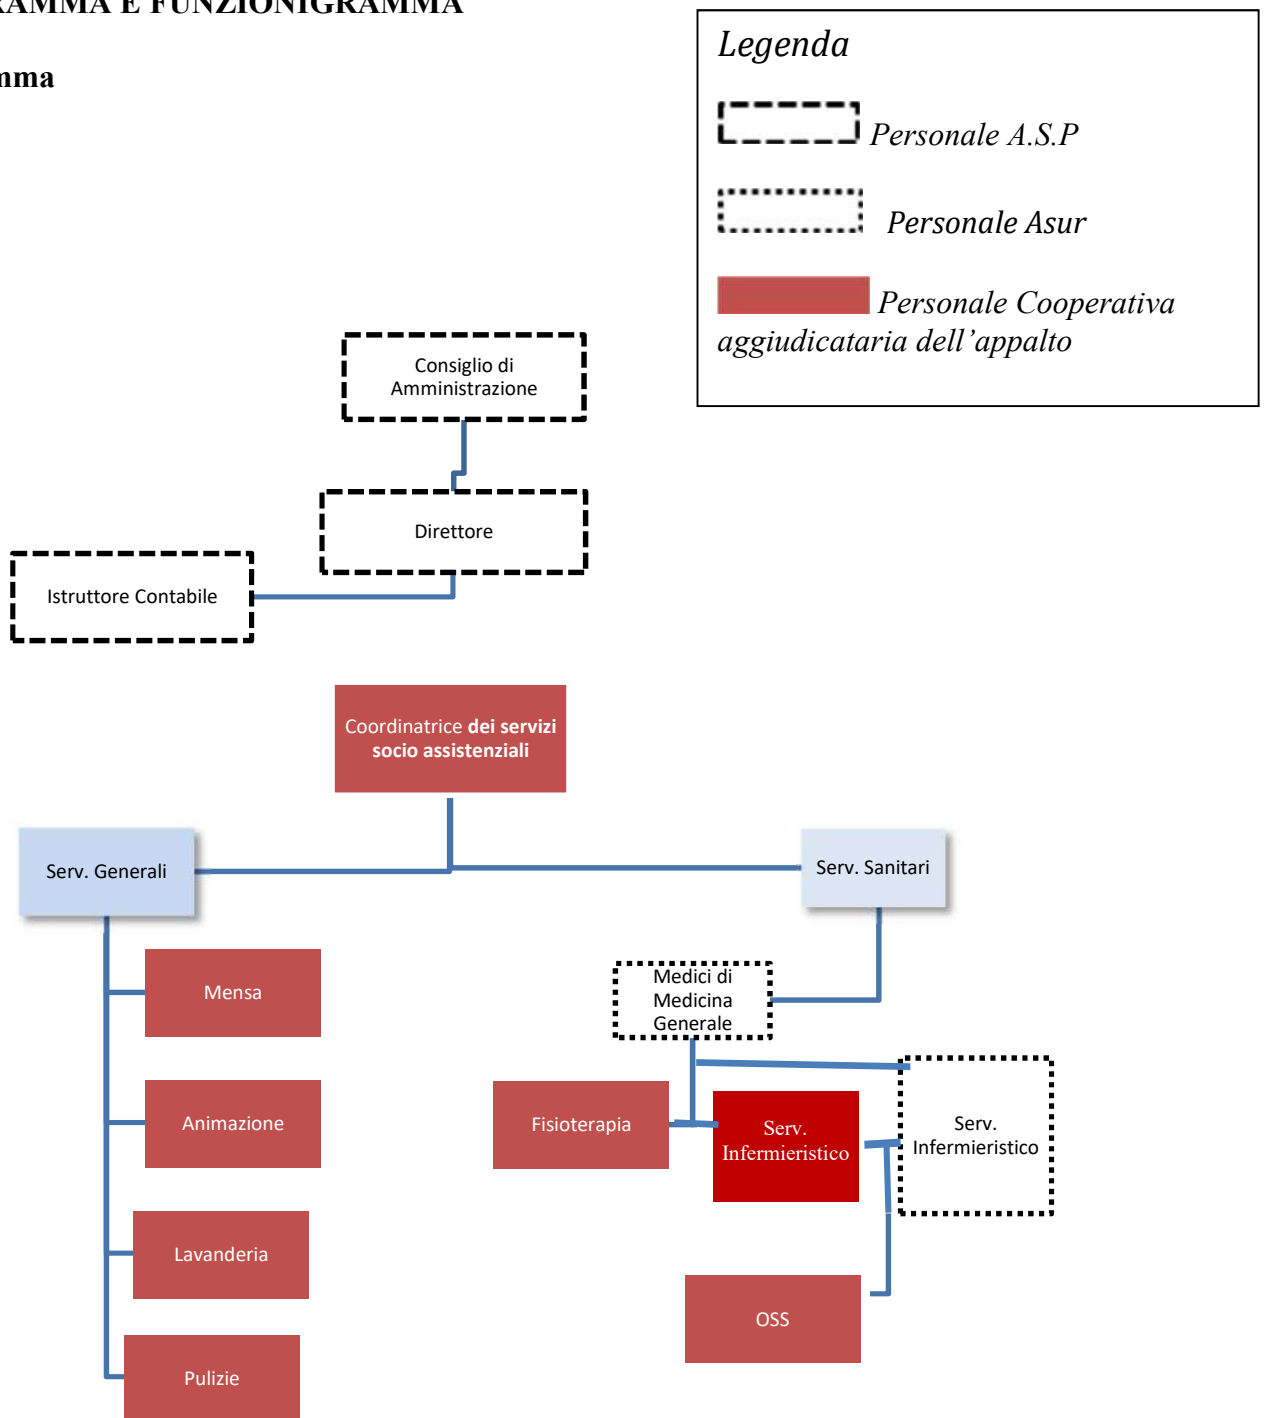 RAMMA E FUNZIONIGRAMMA
mma
Legenda
Personale A.S.P
Personale Asur
Personale Cooperativa
aggiudicataria dell’appalto
Consiglio di
Amministrazione
Direttore
Istruttore Contabile
Coordinatrice dei servizi
socio assistenziali
Serv. Generali
Serv. Sanitari
Mensa
Medici di
Medicina
Generale
Animazione
Fisioterapia
Serv.
Infermieristico
Serv.
Infermieristico
Lavanderia
OSS
Pulizie